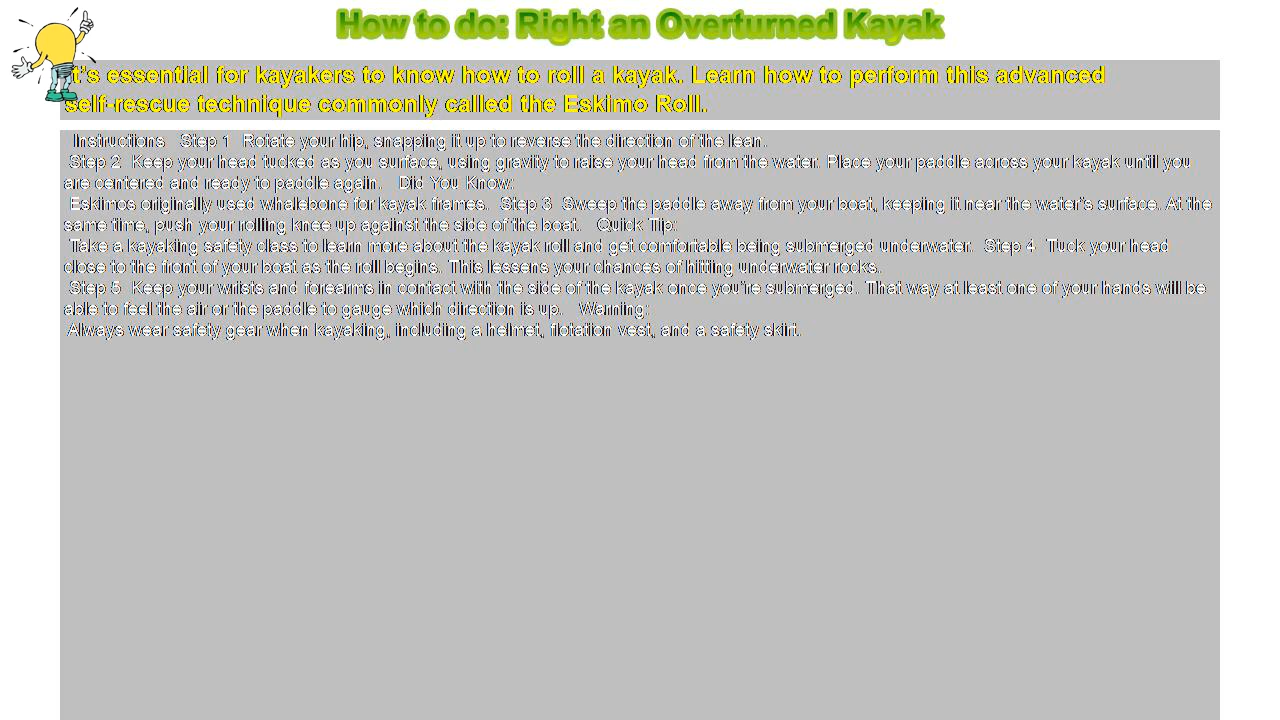 How to do: Right an Overturned Kayak
It's essential for kayakers to know how to roll a kayak. Learn how to perform this advanced
self-rescue technique commonly called the Eskimo Roll.
Instructions Step 1 Rotate your hip, snapping it up to reverse the direction of the lean.
Step 2 Keep your head tucked as you surface, using gravity to raise your head from the water. Place your paddle across your kayak until you
are centered and ready to paddle again. Did You Know:
Eskimos originally used whalebone for kayak frames. Step 3 Sweep the paddle away from your boat, keeping it near the water's surface. At the
same time, push your rolling knee up against the side of the boat. Quick Tip:
Take a kayaking safety class to learn more about the kayak roll and get comfortable being submerged underwater. Step 4 Tuck your head
close to the front of your boat as the roll begins. This lessens your chances of hitting underwater rocks.
Step 5 Keep your wrists and forearms in contact with the side of the kayak once you're submerged. That way at least one of your hands will be
able to feel the air or the paddle to gauge which direction is up. Warning:
Always wear safety gear when kayaking, including a helmet, flotation vest, and a safety skirt.